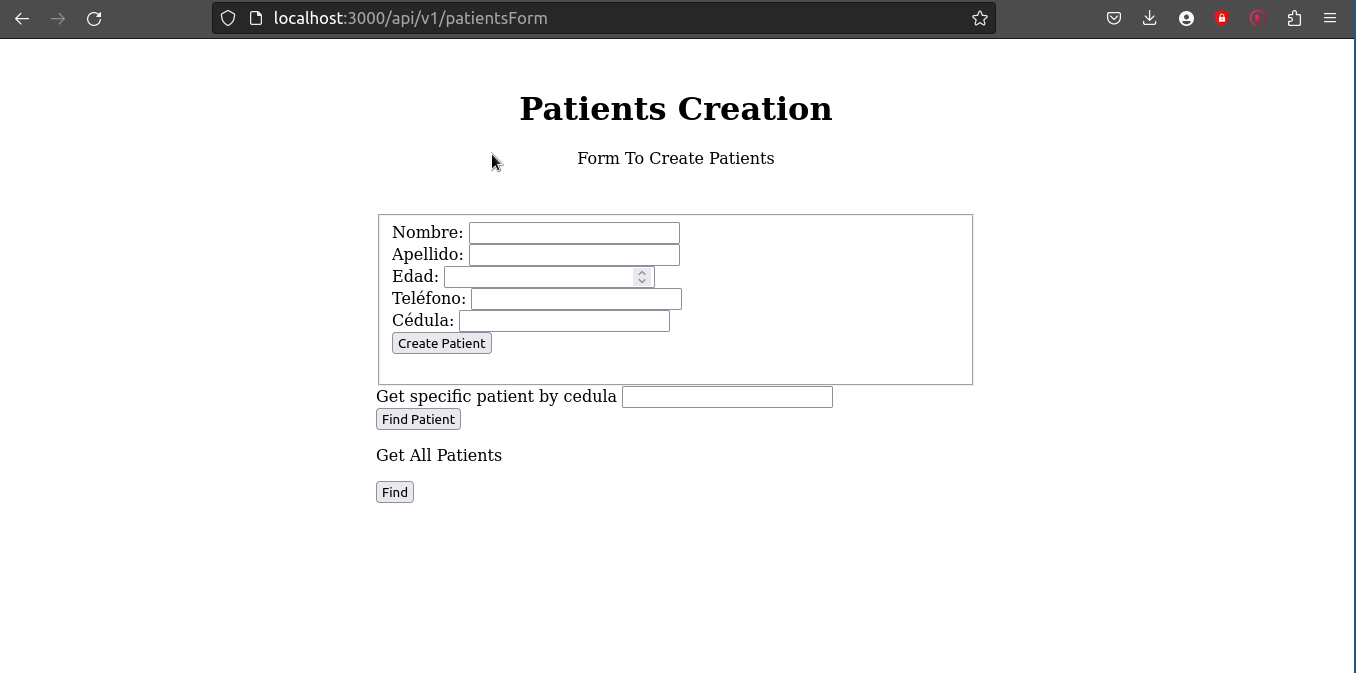 localhost:3000/api/v1/patientsForm
Patients Creation
Form To Create Patients
Nombre:
Apellido:
Edad:
Teléfono:
Cédula:
Create Patient
Get specific patient by cedula
Find Patient
Get All Patients
Find